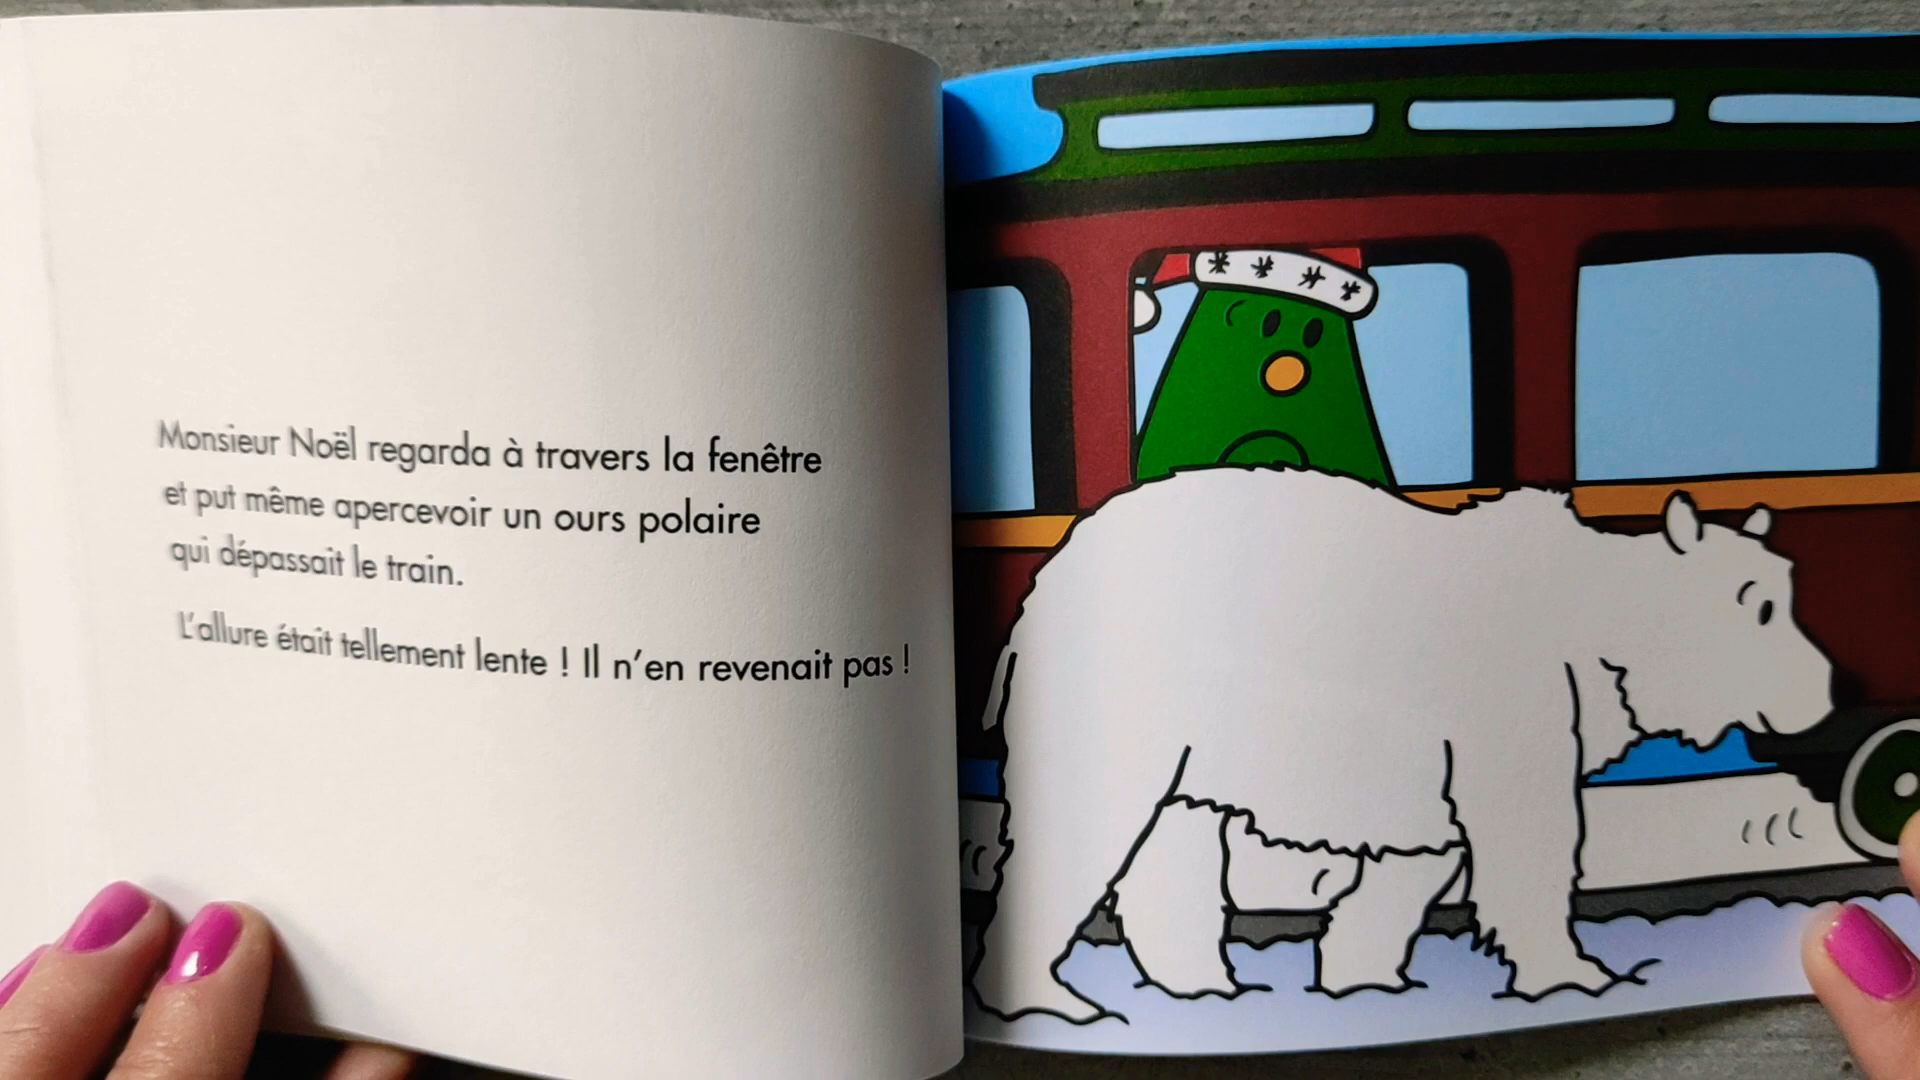 Monsieur Noël regarda à travers la fenêtre
et put même apercevoir un ours polaire
qui dépassait le train.
L'allure était tellement lente ! Il n'en revenait pas !